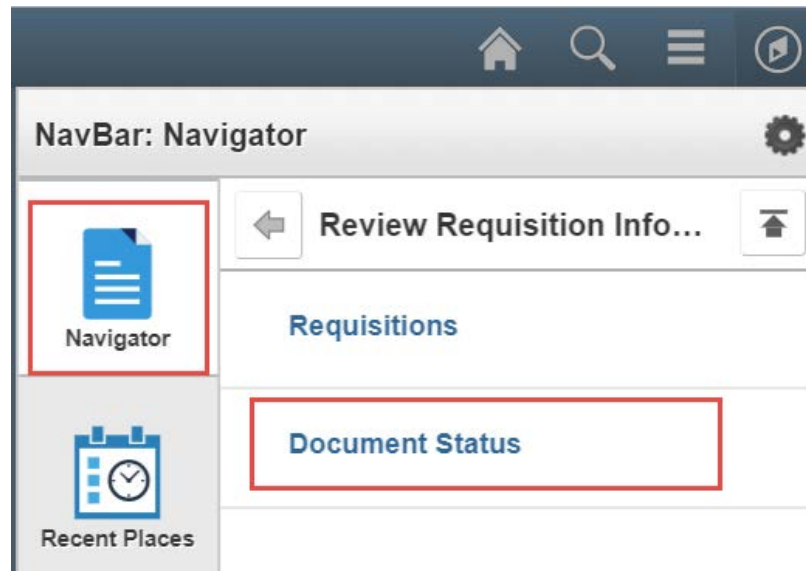 NavBar: Navigator
Navigator
Review Requisition Info...
Requisitions
Document Status
Recent Places